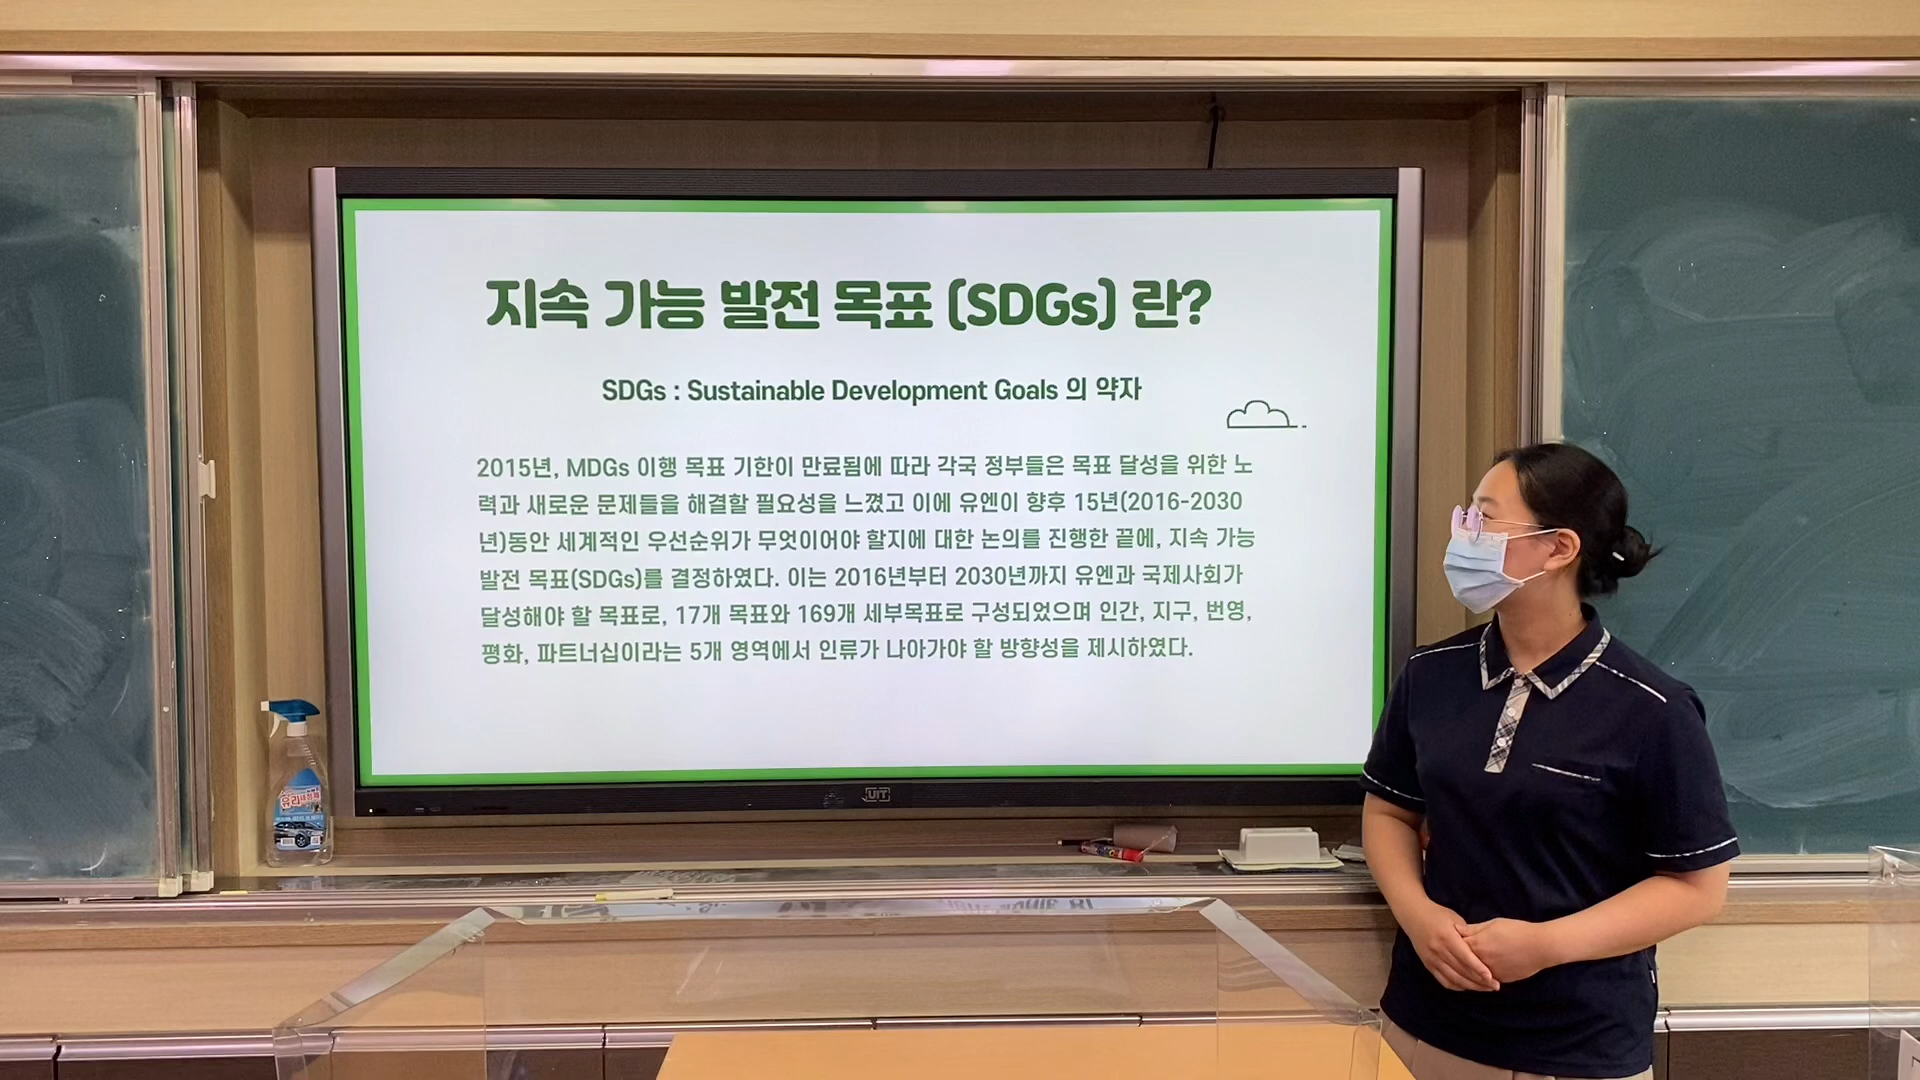 지속 가능 발전 목표 (SDGs) 란?
SDGs : Sustainable Development Goals 의 약자
2015년, MDGs 이행 목표 기한이 만료됨에 따라 각국 정부들은 목표 달성을 위한 노
력과 새로운 문제들을 해결할 필요성을 느꼈고 이에 유엔이 향후 15년(2016-2030
년)동안 세계적인 우선순위가 무엇이어야 할지에 대한 논의를 진행한 끝에, 지속 가능
발전 목표(SDGs)를 결정하였다. 이는 2016년부터 2030년까지 유엔과 국제사회가
달성해야 할 목표로, 17개 목표와 169개 세부목표로 구성되었으며 인간, 지구, 번영,
평화, 파트너십이라는 5개 영역에서 인류가 나아가야 할 방향성을 제시하였다.
UIT
유리세정제